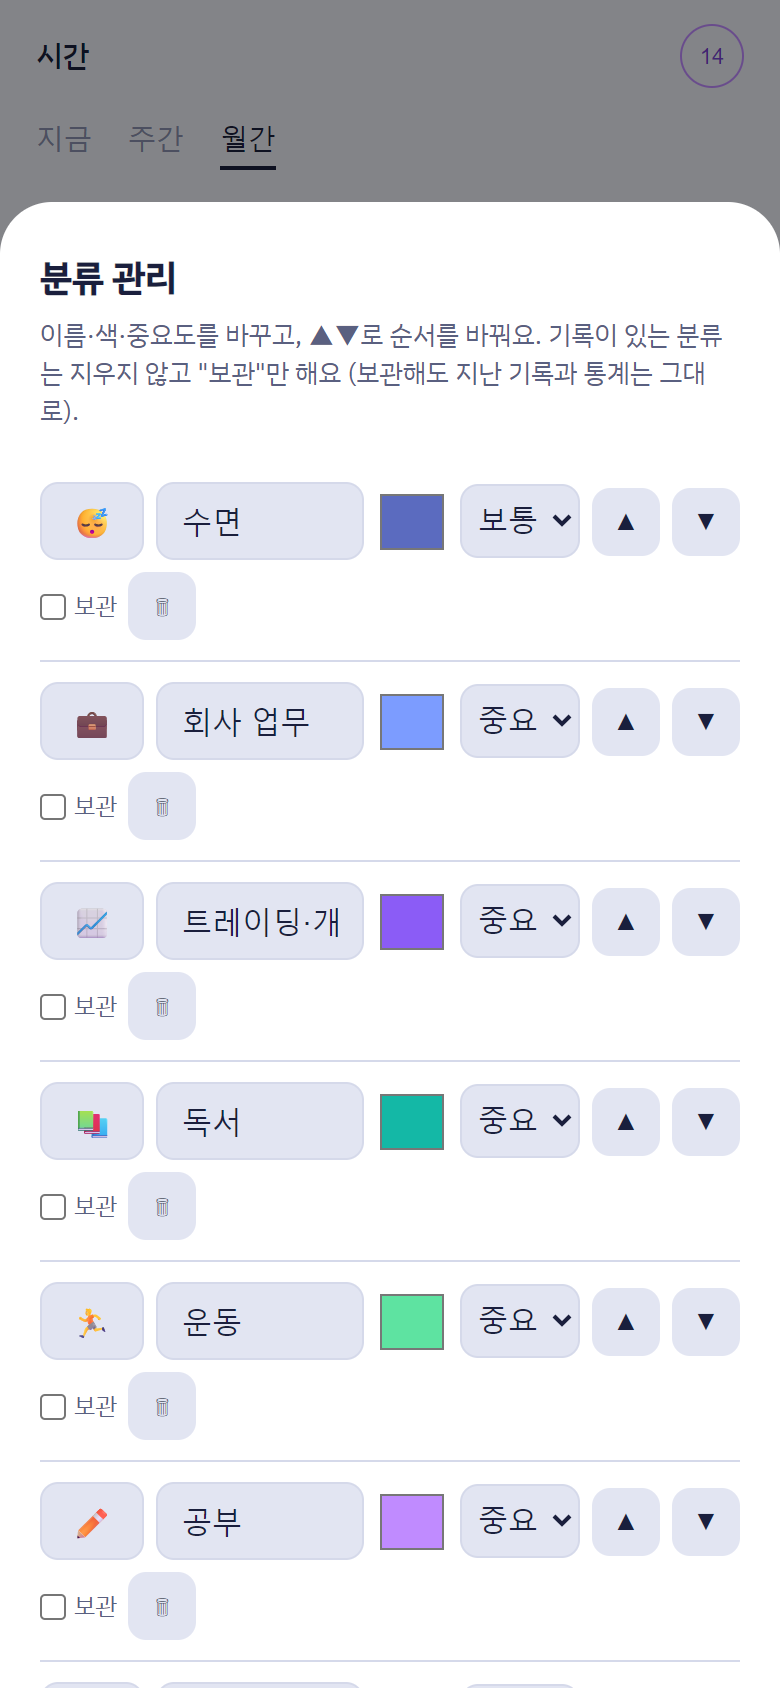 시간
14
지금 주간 월간
분류 관리
이름·색·중요도를 바꾸고, ▲▼로 순서를 바꿔요. 기록이 있는 분류
는 지우지 않고 "보관"만 해요 (보관해도 지난 기록과 통계는 그대
로).
수면 보통 ▲ ▼
보관
회사 업무 중요 ▲ ▼
보관
트레이딩·개 중요 ▲ ▼
보관
독서 중요 ▲ ▼
보관
운동 중요 ▲ ▼
보관
공부 중요 ▲ ▼
보관